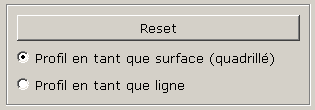 Reset
Profil en tant que surface (quadrillé)
Profil en tant que ligne